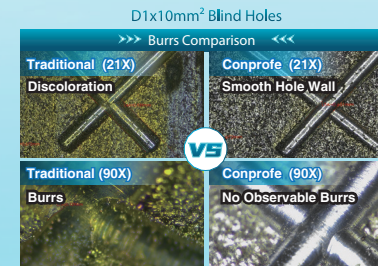 D1x10mm² Blind Holes
>>> Burrs Comparison <<<
Traditional (21X)
Discoloration
Conprofe (21X)
Smooth Hole Wall
VS
Traditional (90X)
Burrs
Conprofe (90X)
No Observable Burrs